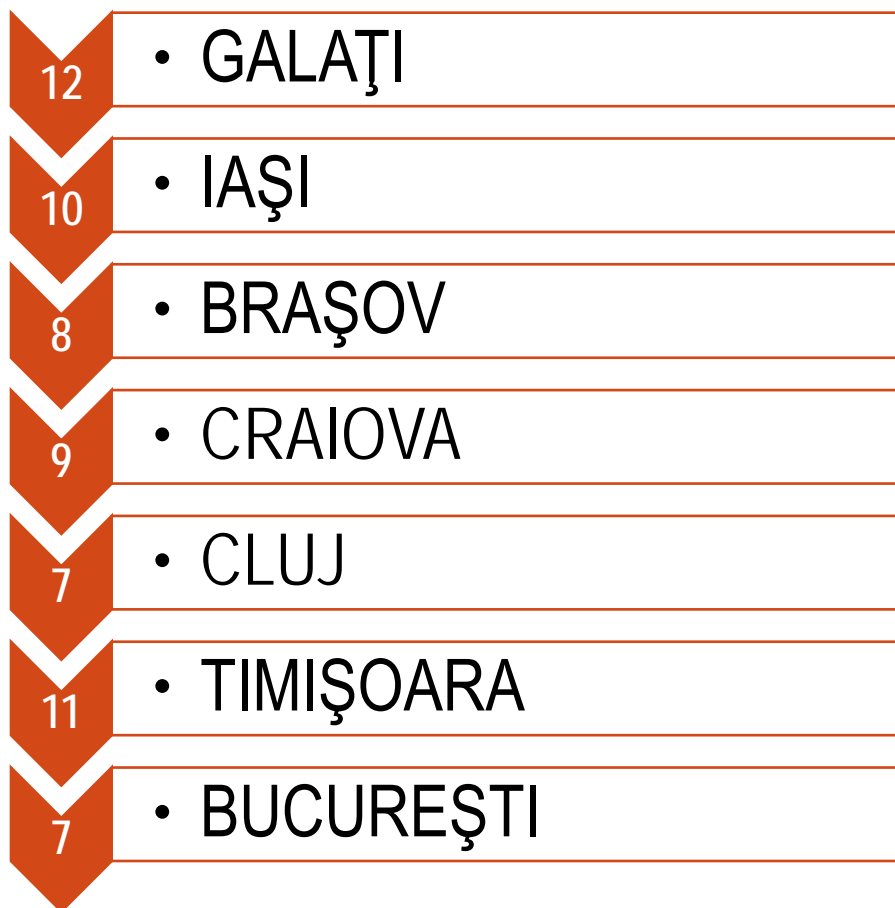 12 • GALAŢI
10 • IAŞI
8 • BRAŞOV
9 • CRAIOVA
7 • CLUJ
11 • TIMIŞOARA
7 • BUCUREŞTI